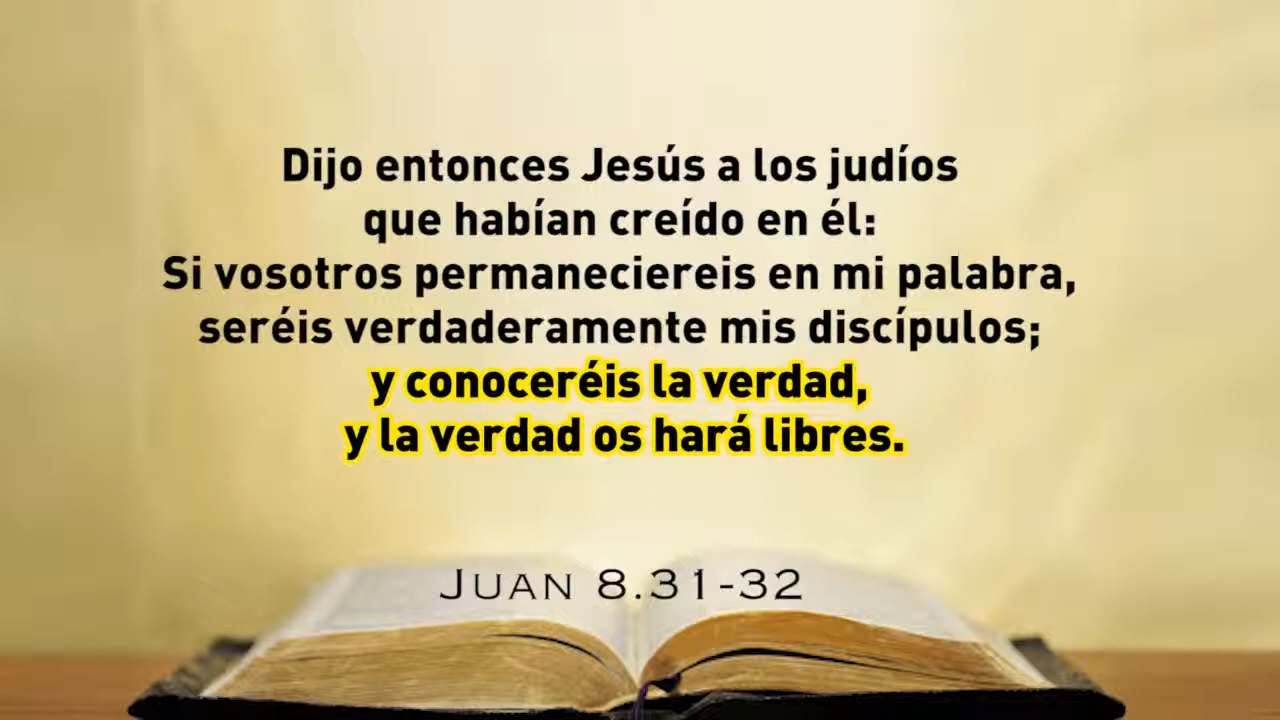 Dijo entonces Jesús a los judíos
que habían creído en él:
Si vosotros permaneciereis en mi palabra,
seréis verdaderamente mis discípulos;
y conoceréis la verdad,
y la verdad os hará libres.
JUAN 8.31-32